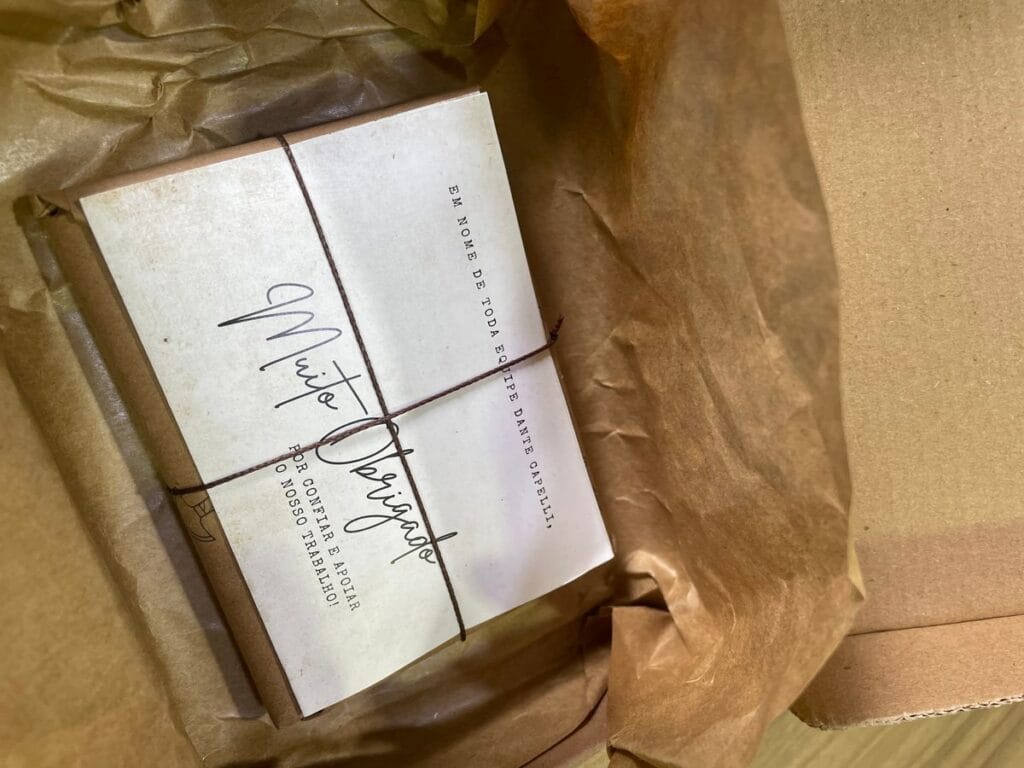 EM NOME DE TODA EQUIPE DANTE CAPELLI,
Muito Obrigado
POR CONFIAR E APOIAR
O NOSSO TRABALHO!